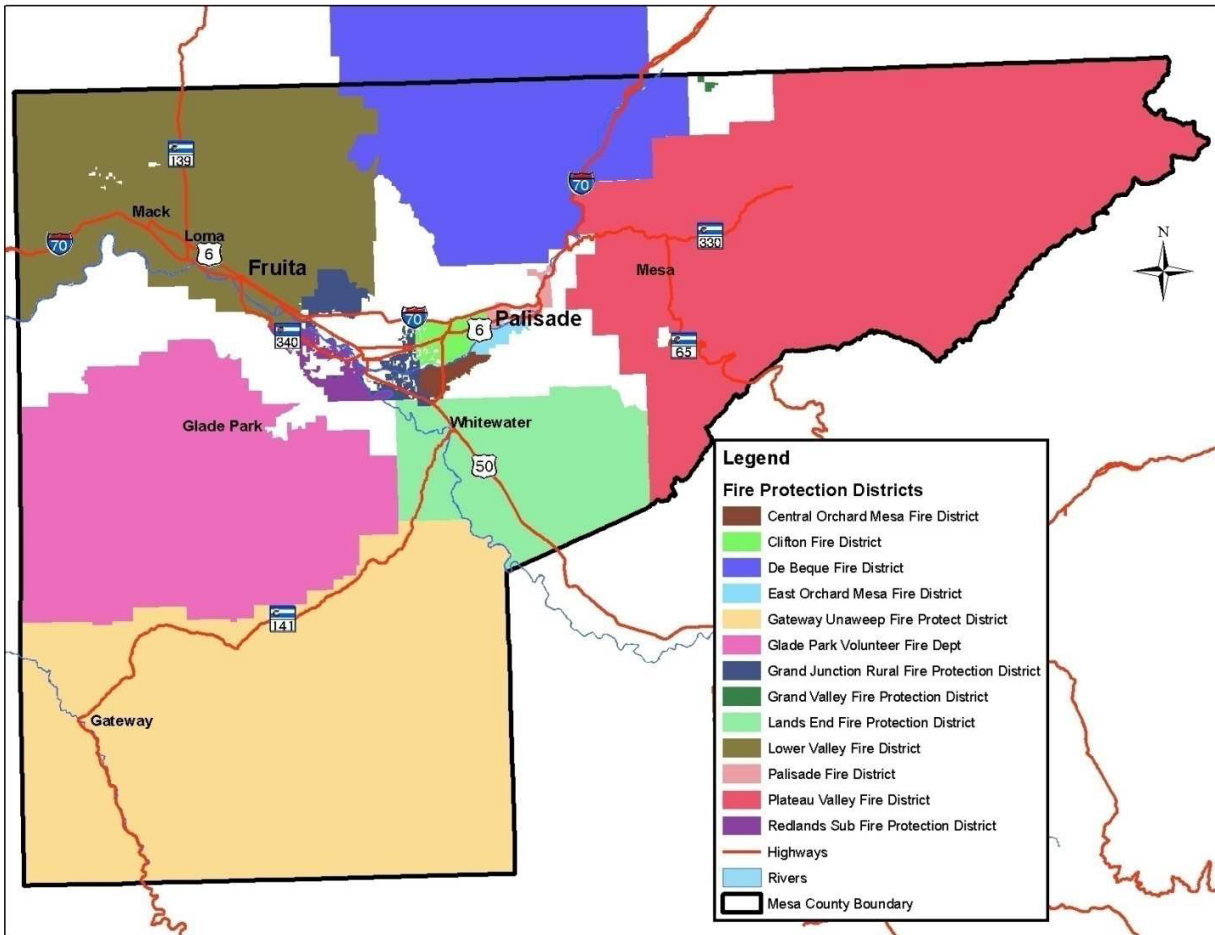 70
139
Mack
Loma
6
70
Fruita
N
330
Mesa
70
Palisade
6
340
65
Glade Park
Whitewater
50
141
Gateway
Legend
Fire Protection Districts
Central Orchard Mesa Fire District
Clifton Fire District
De Beque Fire District
East Orchard Mesa Fire District
Gateway Unaweep Fire Protect District
Glade Park Volunteer Fire Dept
Grand Junction Rural Fire Protection District
Grand Valley Fire Protection District
Lands End Fire Protection District
Lower Valley Fire District
Palisade Fire District
Plateau Valley Fire District
Redlands Sub Fire Protection District
Highways
Rivers
Mesa County Boundary